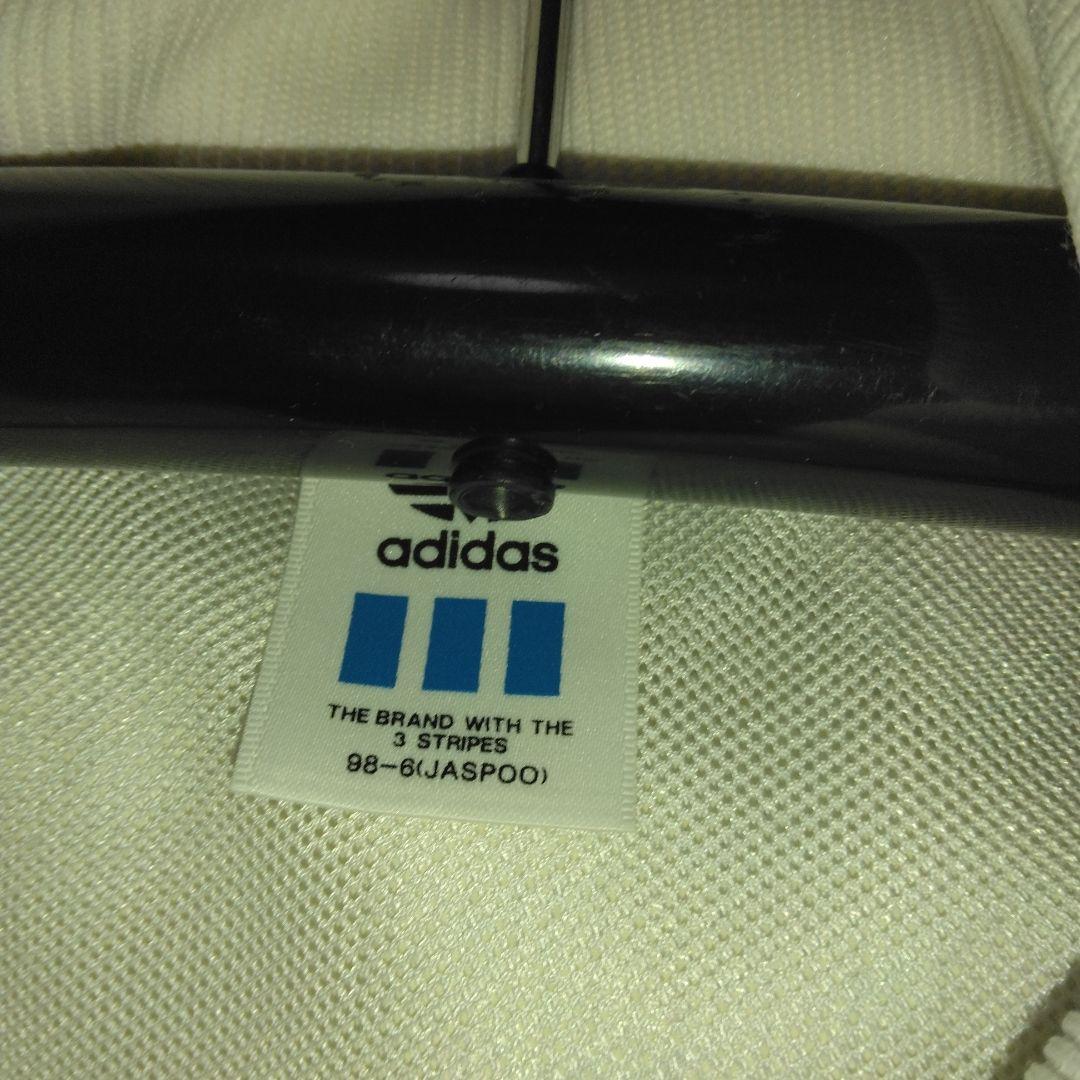 adidas
THE BRAND WITH THE
3 STRIPES
98-6(JASPOO)